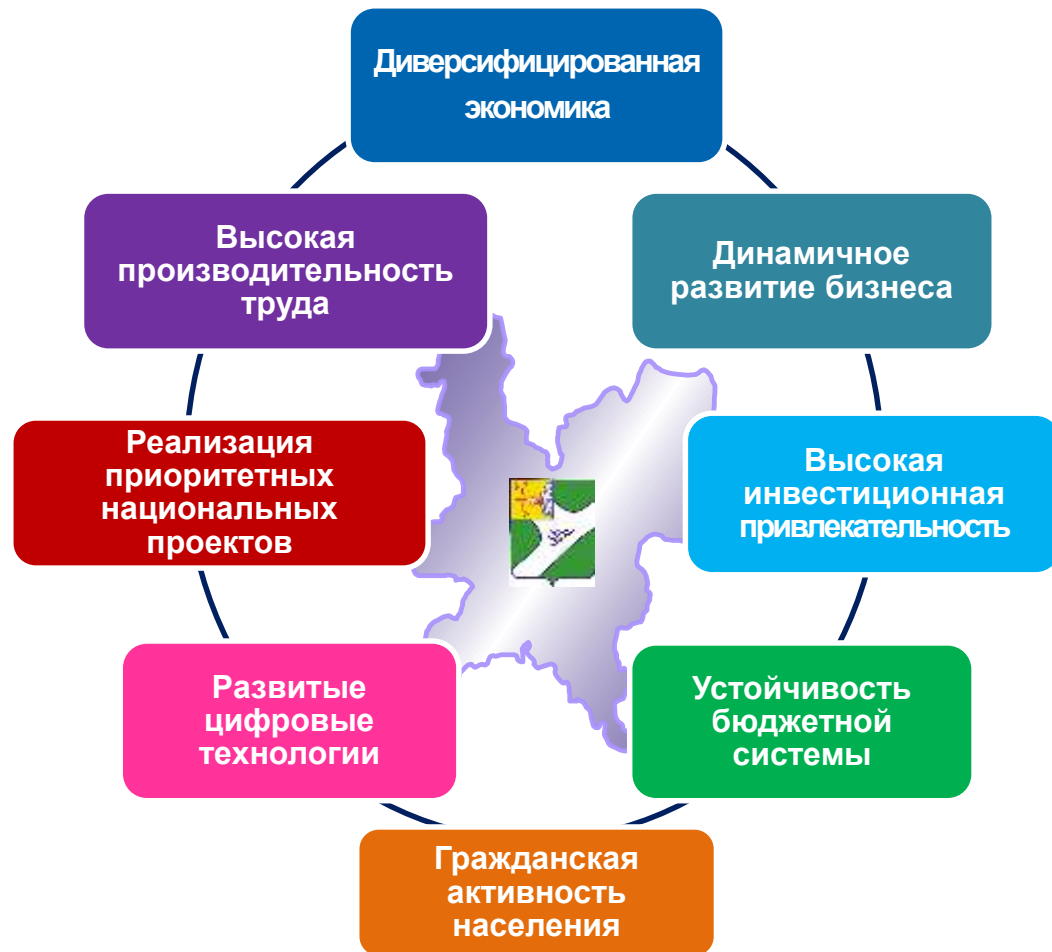 Диверсифицированная
экономика
Высокая
производительность
труда
Динамичное
развитие бизнеса
Реализация
приоритетных
национальных
проектов
Высокая
инвестиционная
привлекательность
Развитые
цифровые
технологии
Устойчивость
бюджетной
системы
Гражданская
активность
населения